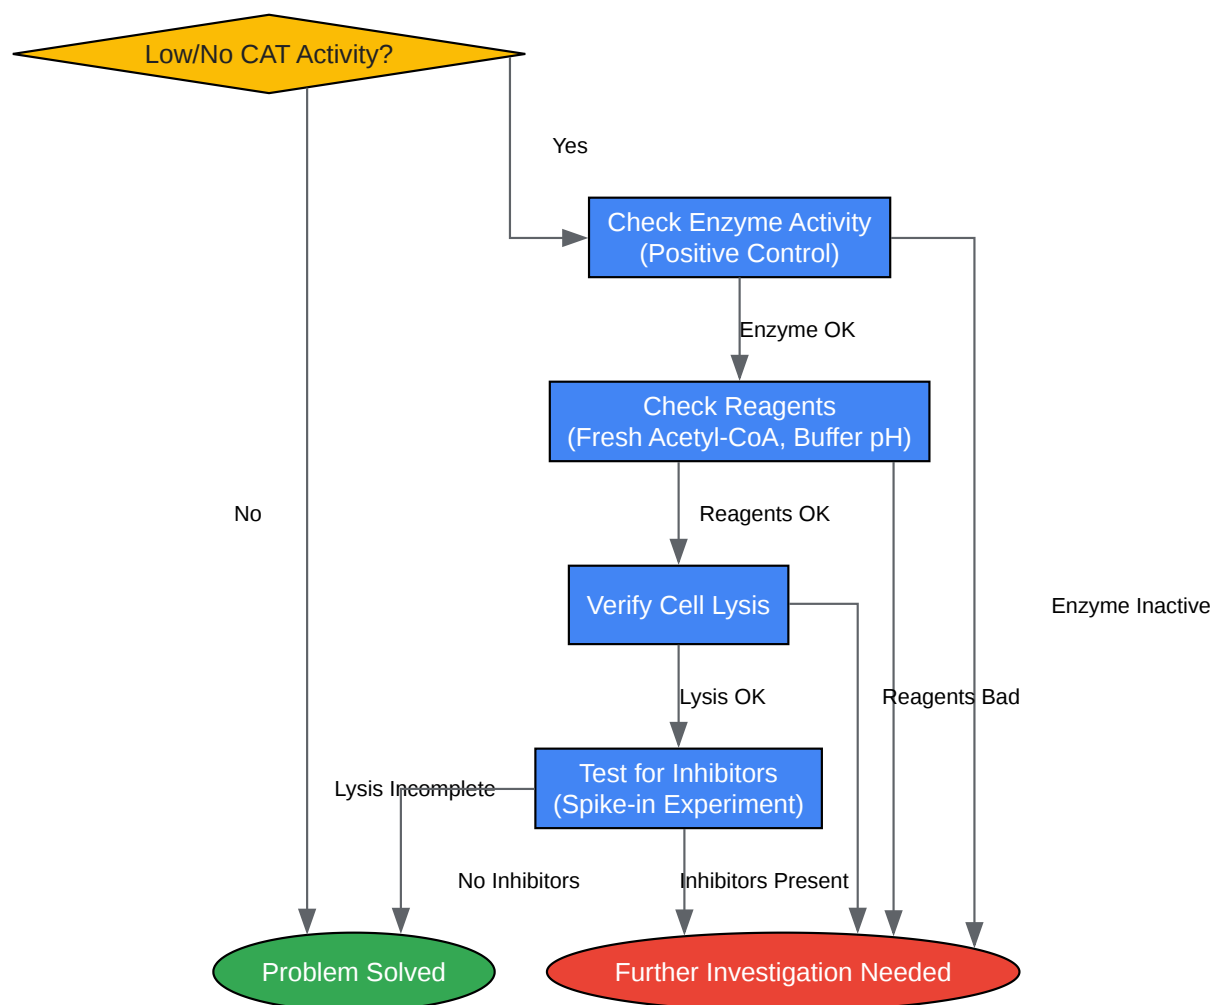 Low/No CAT Activity?
Yes
Check Enzyme Activity
(Positive Control)
Enzyme OK
Check Reagents
(Fresh Acetyl-CoA, Buffer pH)
No
Reagents OK
Verify Cell Lysis
Enzyme Inactive
Lysis OK
Reagents Bad
Test for Inhibitors
(Spike-in Experiment)
Lysis Incomplete
No Inhibitors
Inhibitors Present
Problem Solved
Further Investigation Needed